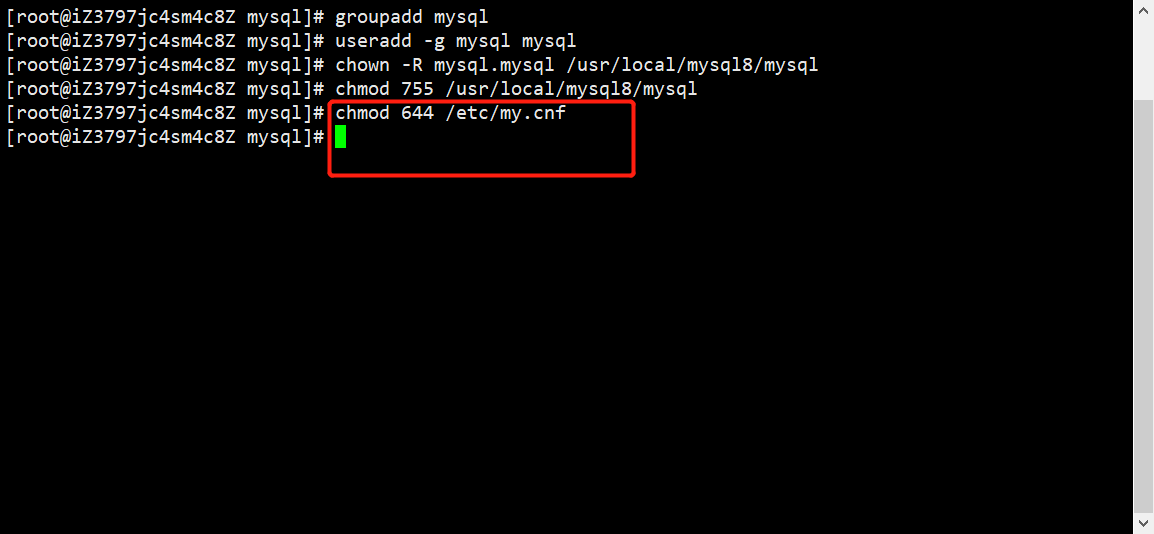 [root@iZ3797jc4sm4c8Z mysql]# groupadd mysql
[root@iZ3797jc4sm4c8Z mysql]# useradd -g mysql mysql
[root@iZ3797jc4sm4c8Z mysql]# chown -R mysql.mysql /usr/local/mysql8/mysql
[root@iZ3797jc4sm4c8Z mysql]# chmod 755 /usr/local/mysql8/mysql
[root@iZ3797jc4sm4c8Z mysql]# chmod 644 /etc/my.cnf
[root@iZ3797jc4sm4c8Z mysql]#